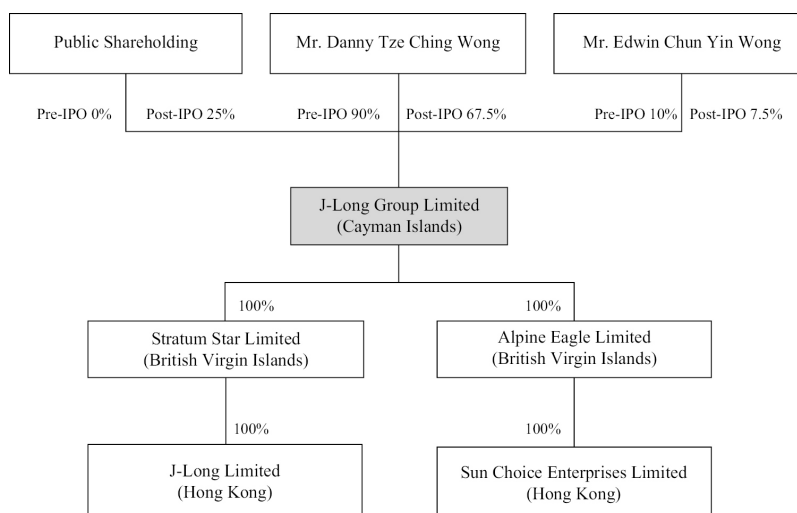 Public Shareholding
Mr. Danny Tze Ching Wong
Mr. Edwin Chun Yin Wong
Pre-IPO 0%
Post-IPO 25%
Pre-IPO 90%
Post-IPO 67.5%
Pre-IPO 10%
Post-IPO 7.5%
J-Long Group Limited
(Cayman Islands)
100%
100%
Stratum Star Limited
(British Virgin Islands)
Alpine Eagle Limited
(British Virgin Islands)
100%
100%
J-Long Limited
(Hong Kong)
Sun Choice Enterprises Limited
(Hong Kong)